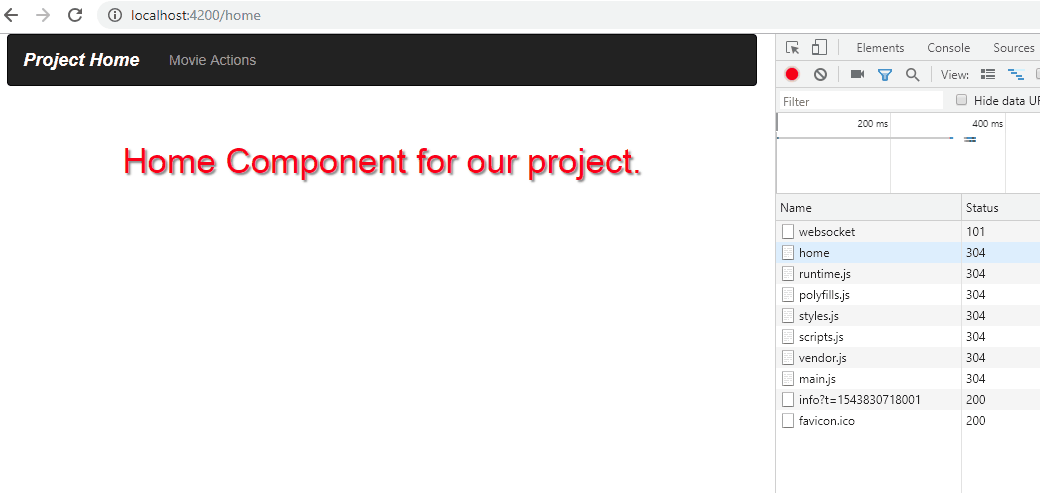 localhost:4200/home
Project Home Movie Actions
Home Component for our project.
Elements Console Sources
View:
Filter Hide data UR
200 ms 400 ms
Name Status
websocket 101
home 304
runtime.js 304
polyfills.js 304
styles.js 304
scripts.js 304
vendor.js 304
main.js 304
info?t=1543830718001 200
favicon.ico 200